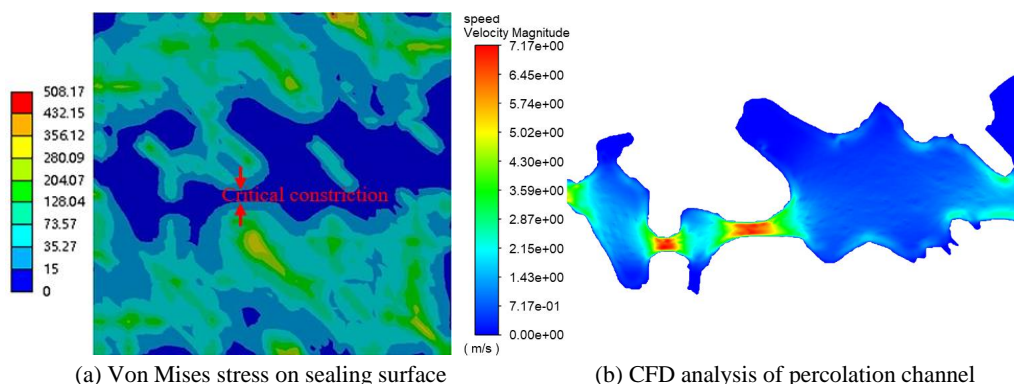 508.17
432.15
356.12
280.09
204.07
128.04
73.57
35.27
15
0
Critical constriction
(a) Von Mises stress on sealing surface
speed
Velocity Magnitude
7.17e+00
6.45e+00
5.74e+00
5.02e+00
4.30e+00
3.59e+00
2.87e+00
2.15e+00
1.43e+00
7.17e-01
0.00e+00
( m/s )
(b) CFD analysis of percolation channel